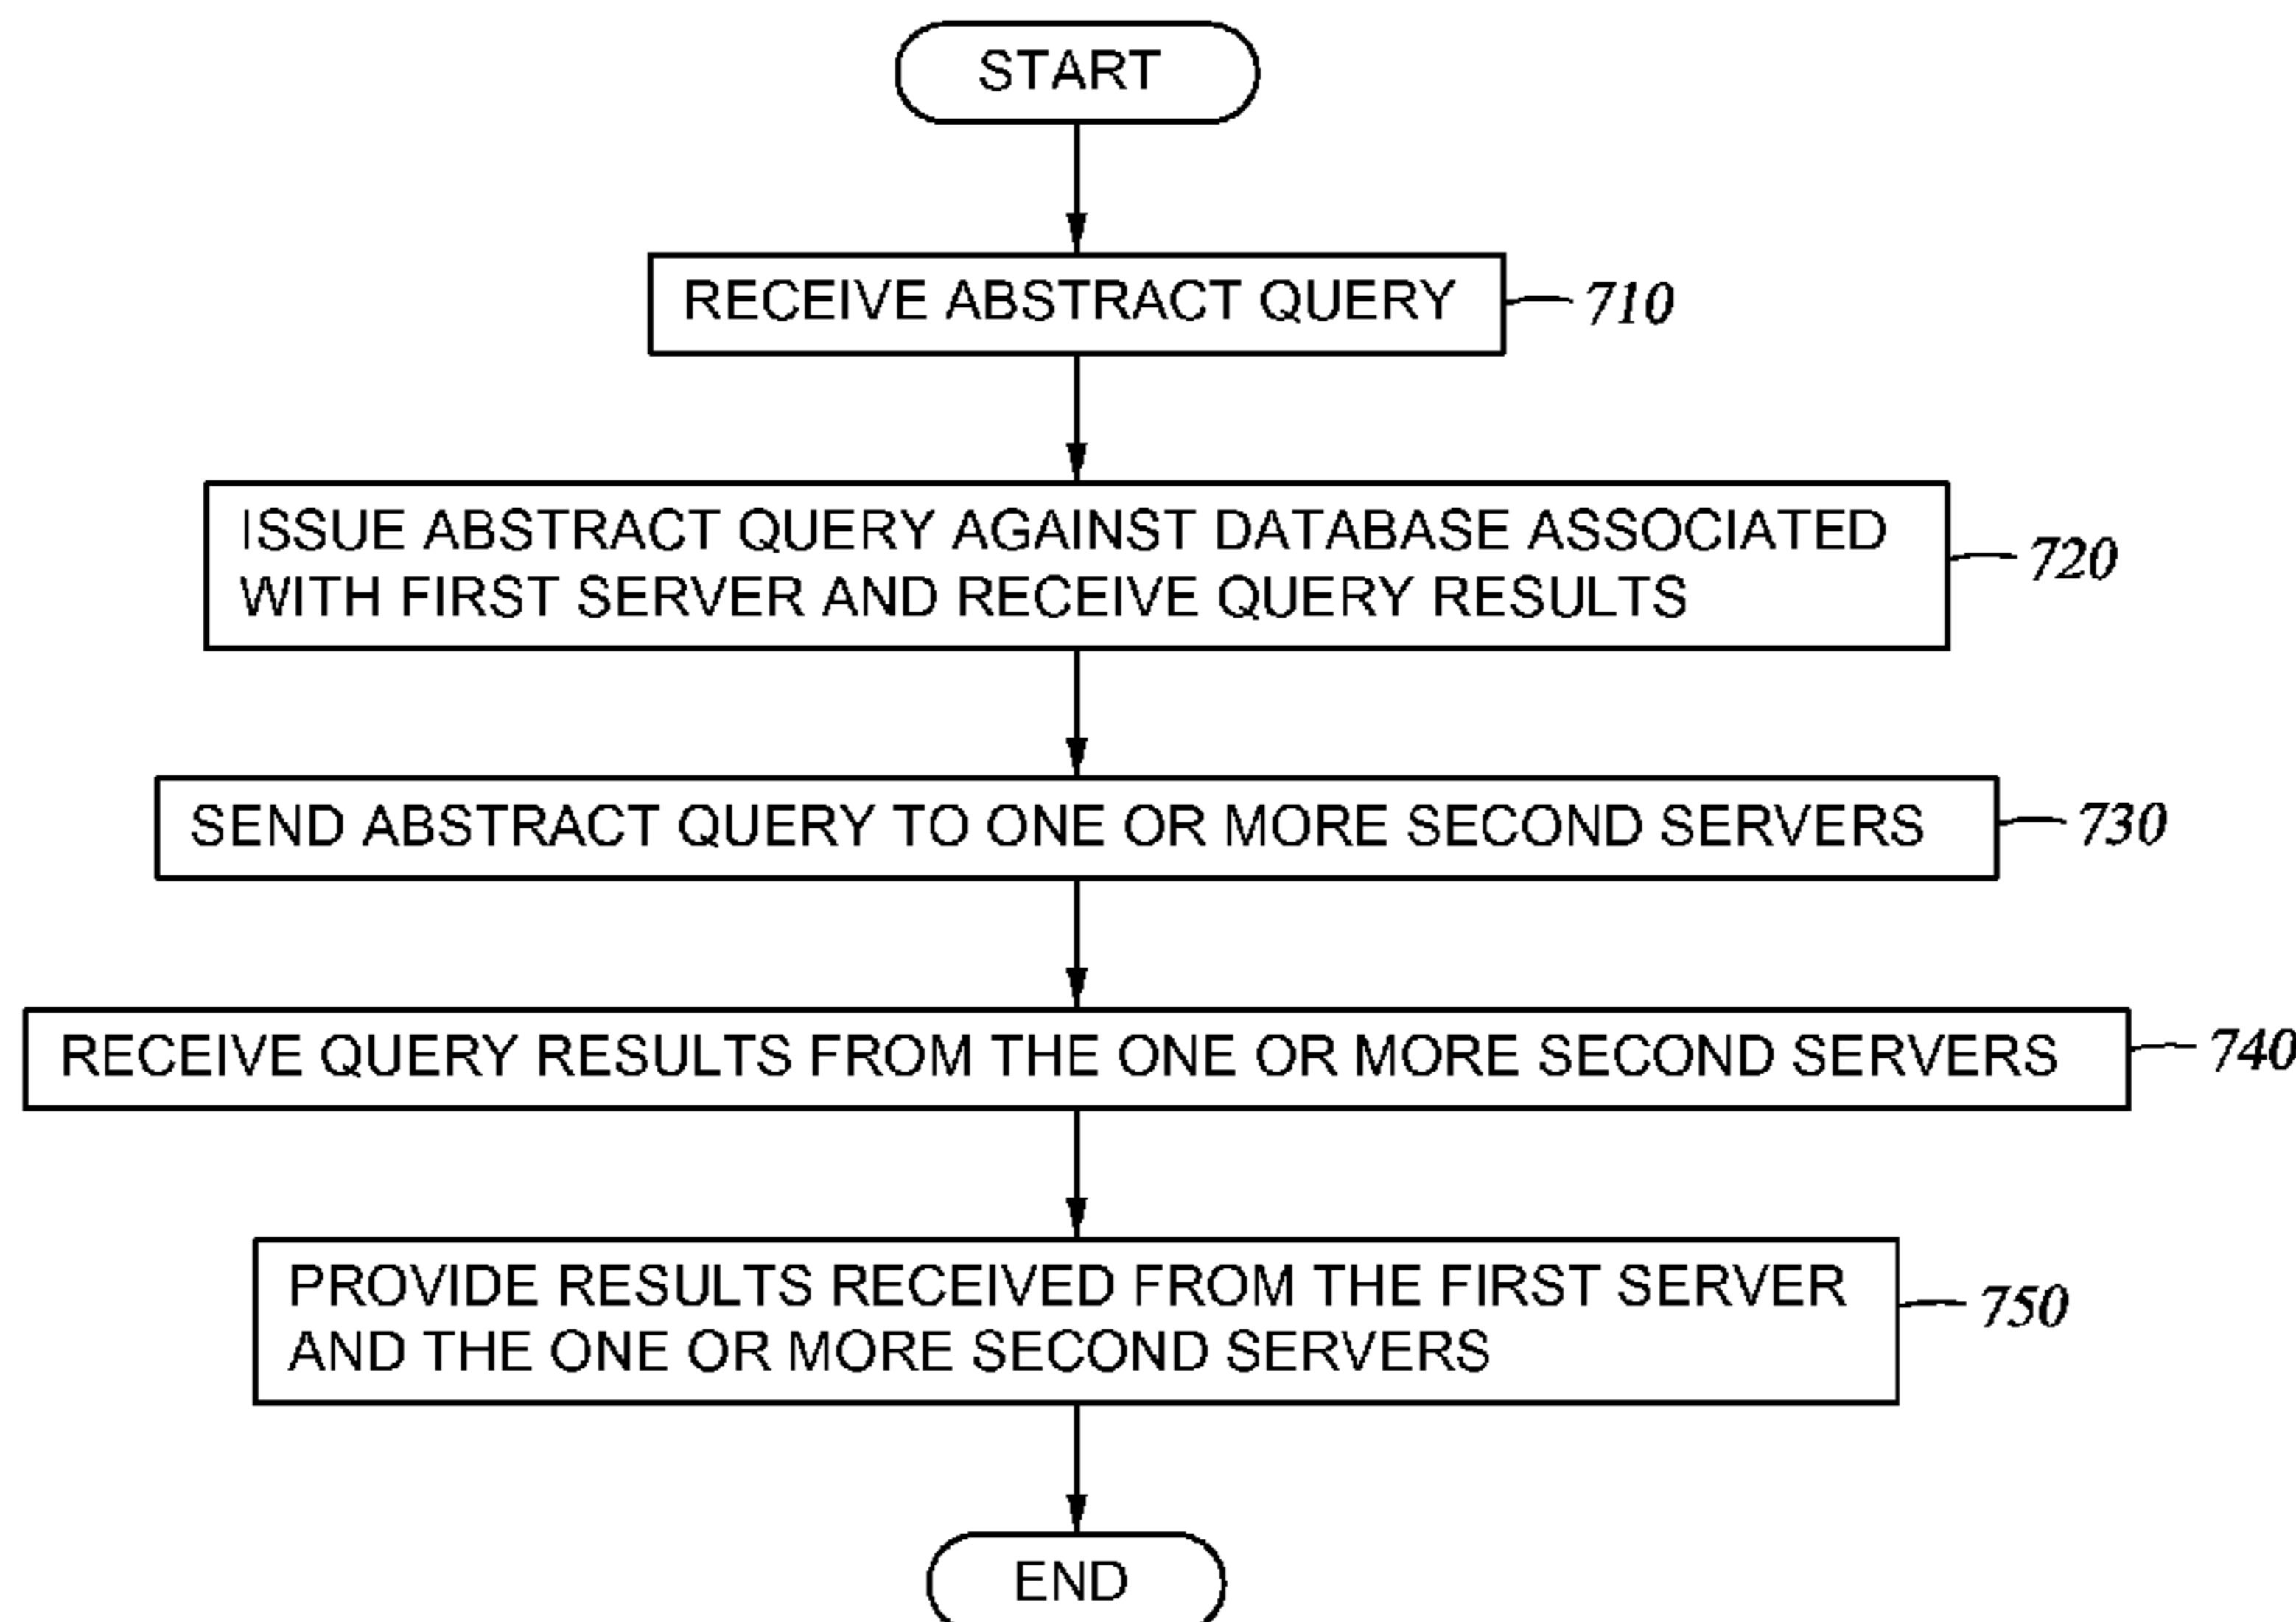 START
RECEIVE ABSTRACT QUERY
710
ISSUE ABSTRACT QUERY AGAINST DATABASE ASSOCIATED
WITH FIRST SERVER AND RECEIVE QUERY RESULTS
720
SEND ABSTRACT QUERY TO ONE OR MORE SECOND SERVERS
730
RECEIVE QUERY RESULTS FROM THE ONE OR MORE SECOND SERVERS
740
PROVIDE RESULTS RECEIVED FROM THE FIRST SERVER
AND THE ONE OR MORE SECOND SERVERS
750
END